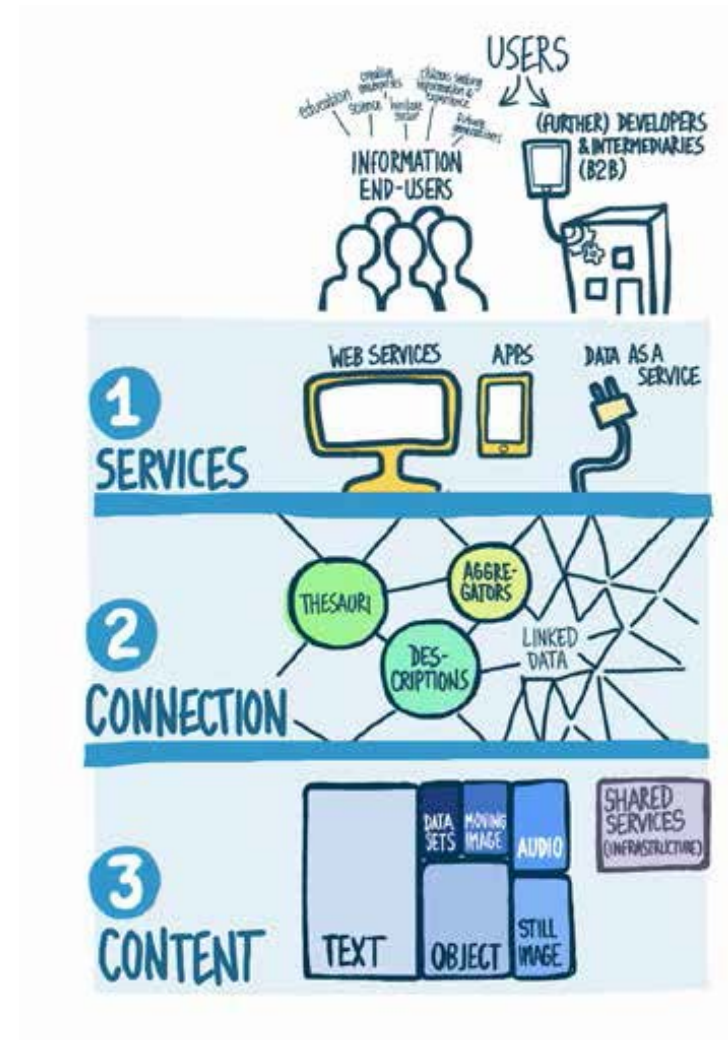 USERS
education
creative
industries
science
heritage
sector
citizens seeking
information &
experience
future
generations
INFORMATION
END-USERS
(FURTHER) DEVELOPERS
& INTERMEDIARIES
(B2B)
1
SERVICES
WEB SERVICES
APPS
DATA AS A
SERVICE
2
CONNECTION
THESAURI
AGGRE-
GATORS
DES-
CRIPTIONS
LINKED
DATA
3
CONTENT
TEXT
DATA
SETS
MOVING
IMAGE
AUDIO
OBJECT
STILL
IMAGE
SHARED
SERVICES
(INFRASTRUCTURE)